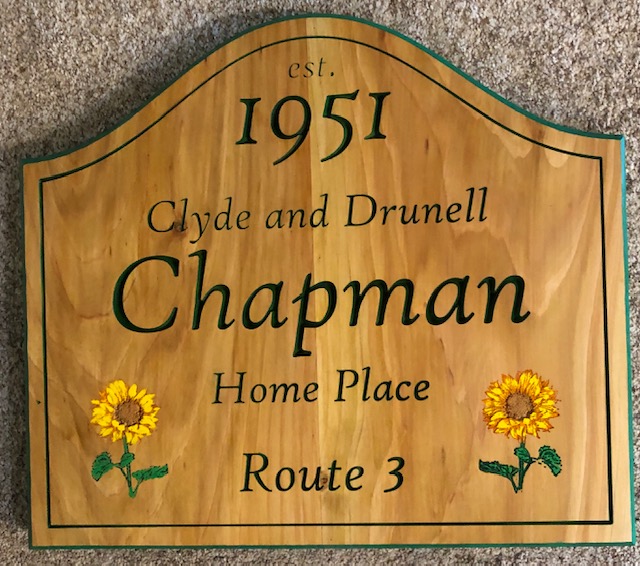 est.
1951
Clyde and Drunell
Chapman
Home Place
Route 3